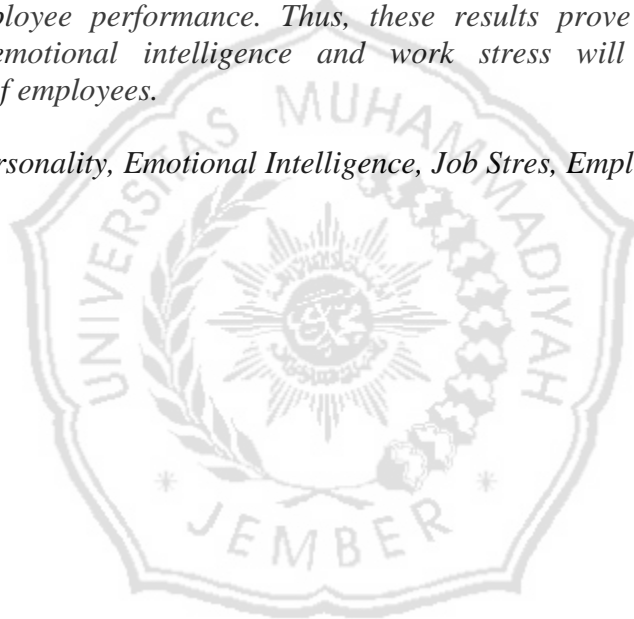 ployee performance. Thus, these results prove
emotional intelligence and work stress will
f employees.
rsonality, Emotional Intelligence, Job Stres, Empl
UNIVERSITAS MUHAMMADIYAH
JEMBER